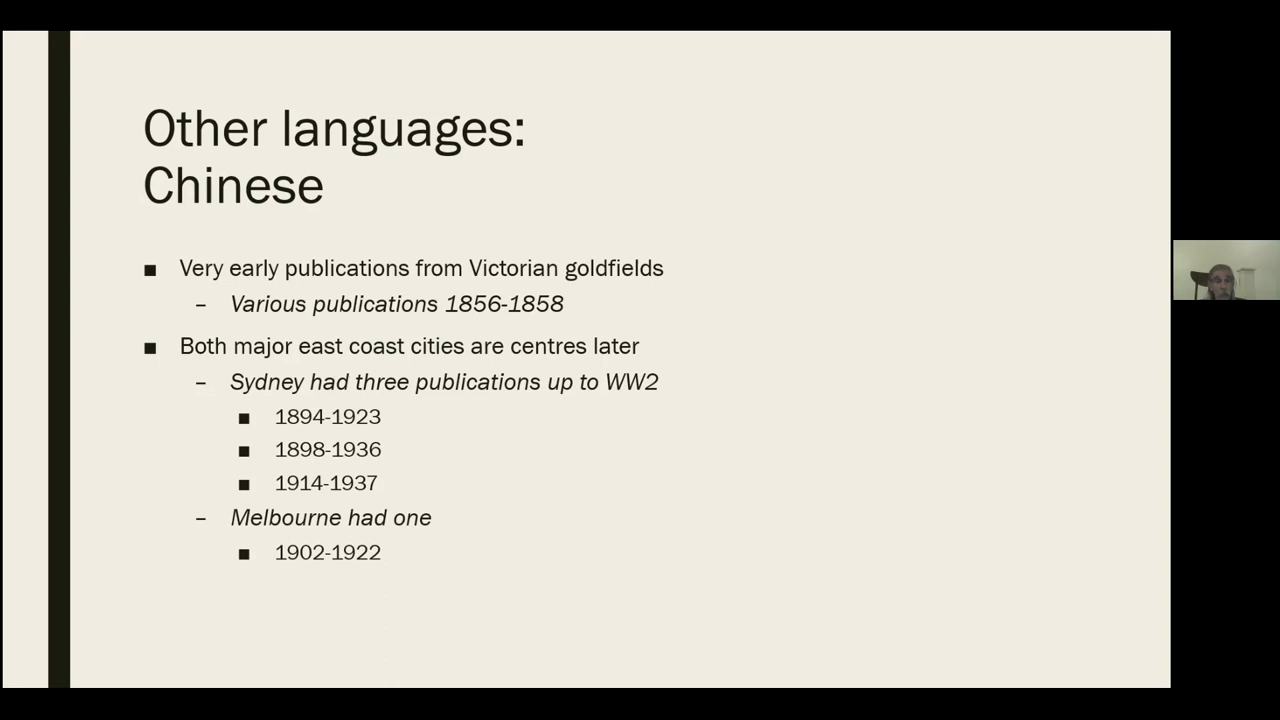 Other languages:
Chinese
■ Very early publications from Victorian goldfields
– Various publications 1856-1858
■ Both major east coast cities are centres later
– Sydney had three publications up to WW2
■ 1894-1923
■ 1898-1936
■ 1914-1937
– Melbourne had one
■ 1902-1922